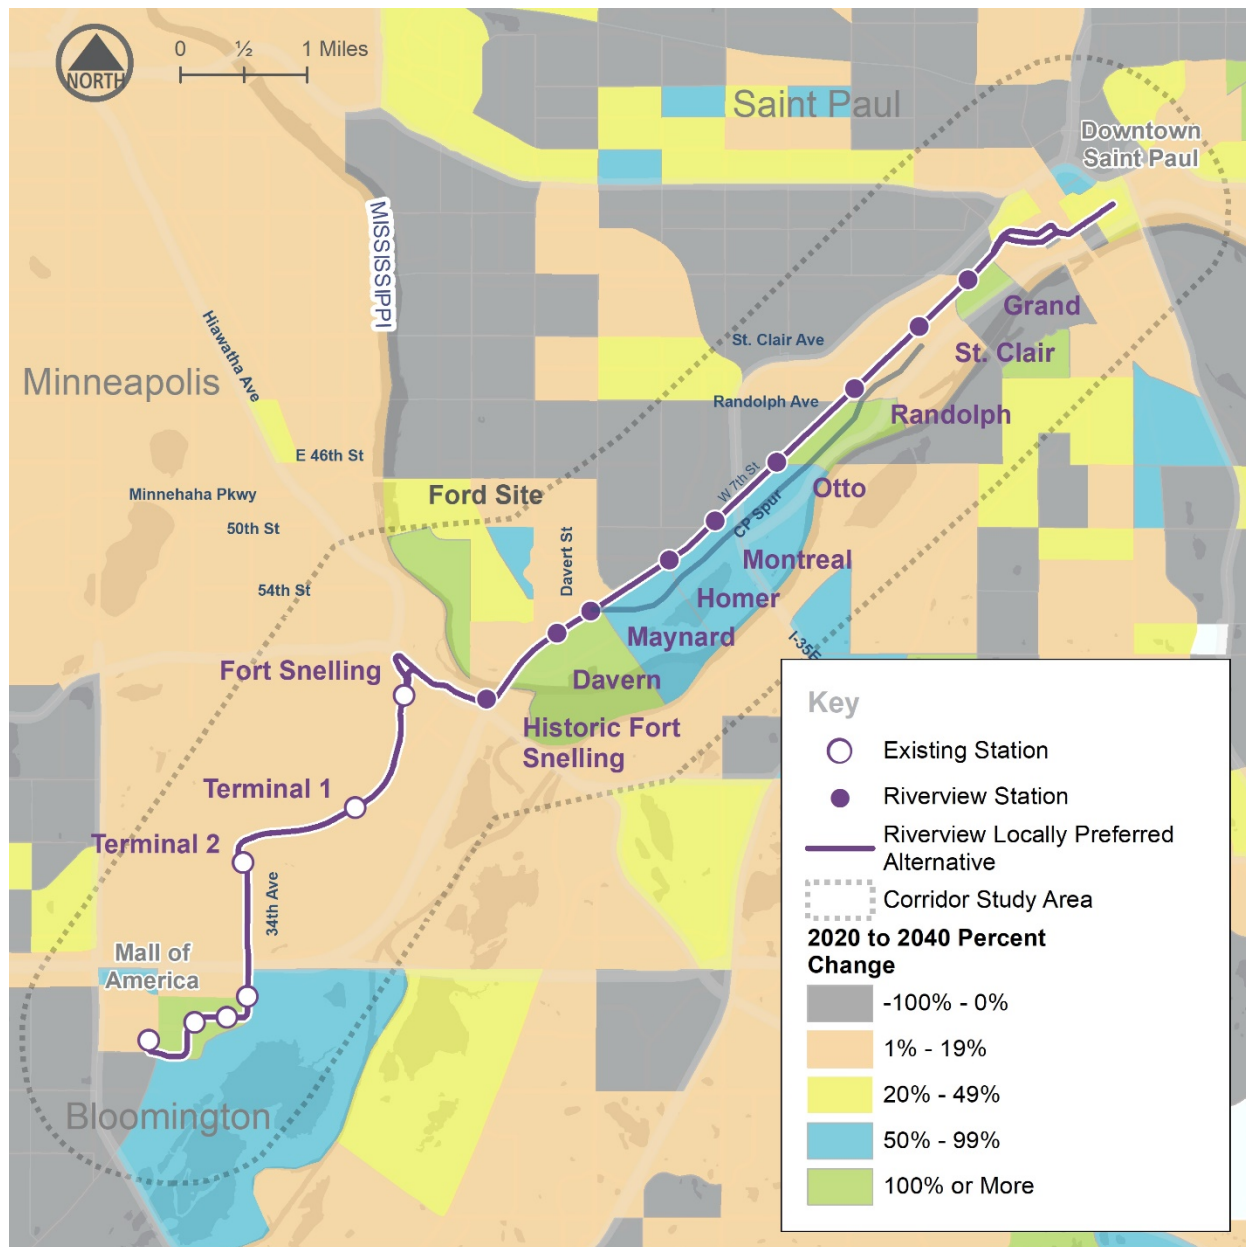 0 ½ 1 Miles
NORTH
Saint Paul
Downtown
Saint Paul
MISSISSIPPI
Hiawatha Ave
Grand
St. Clair Ave
St. Clair
Minneapolis
Randolph Ave
Randolph
E 46th St
W 7th St
Otto
Minnehaha Pkwy
Ford Site
CP Spur
50th St
Davert St
Montreal
54th St
Homer
Maynard
I-35E
Fort Snelling
Davern
Historic Fort
Snelling
Terminal 1
Terminal 2
34th Ave
Mall of
America
Bloomington
Key
Existing Station
Riverview Station
Riverview Locally Preferred
Alternative
Corridor Study Area
2020 to 2040 Percent
Change
-100% - 0%
1% - 19%
20% - 49%
50% - 99%
100% or More